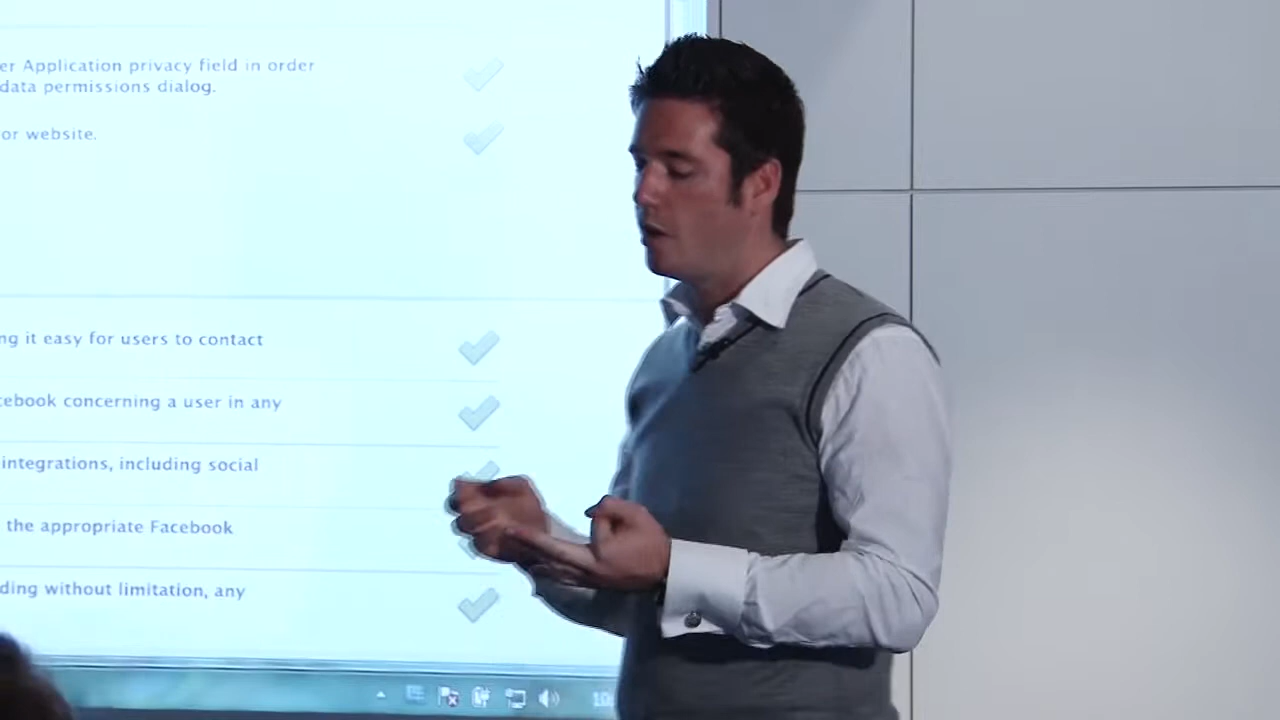 er Application privacy field in order
data permissions dialog.
or website.
ng it easy for users to contact
cebook concerning a user in any
integrations, including social
the appropriate Facebook
ding without limitation, any